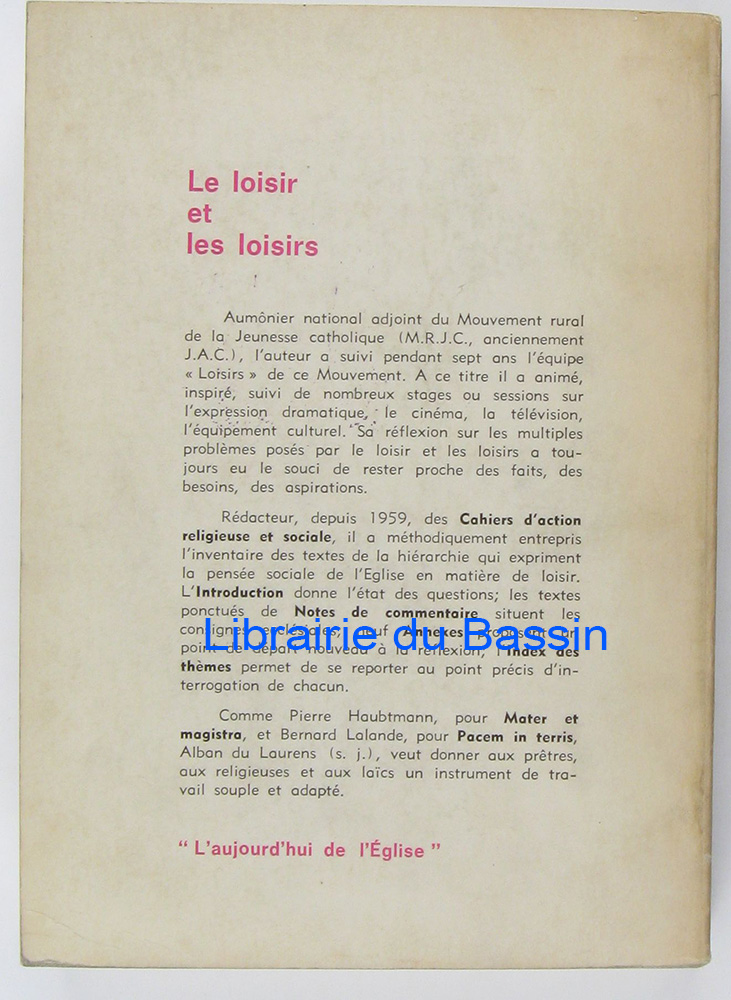 Le loisir
et
les loisirs
Aumônier national adjoint du Mouvement rural
de la Jeunesse catholique (M.R.J.C., anciennement
J.A.C.), l'auteur a suivi pendant sept ans l'équipe
« Loisirs » de ce Mouvement. A ce titre il a animé,
inspiré, suivi de nombreux stages ou sessions sur
l'expression dramatique, le cinéma, la télévision,
l'équipement culturel. Sa réflexion sur les multiples
problèmes posés par le loisir et les loisirs a tou-
jours eu le souci de rester proche des faits, des
besoins, des aspirations.
Rédacteur, depuis 1959, des Cahiers d'action
religieuse et sociale, il a méthodiquement entrepris
l'inventaire des textes de la hiérarchie qui expriment
la pensée sociale de l'Eglise en matière de loisir.
L'Introduction donne l'état des questions; les textes
ponctués de Notes de commentaire situent les
consignes ecclésiales; neuf Annexes proposent un
point de départ nouveau à la réflexion; l'Index des
thèmes permet de se reporter au point précis d'in-
terrogation de chacun.
Librairie du Bassin
Comme Pierre Haubtmann, pour Mater et
magistra, et Bernard Lalande, pour Pacem in terris,
Alban du Laurens (s. j.), veut donner aux prêtres,
aux religieuses et aux laïcs un instrument de tra-
vail souple et adapté.
" L'aujourd'hui de l'Église "